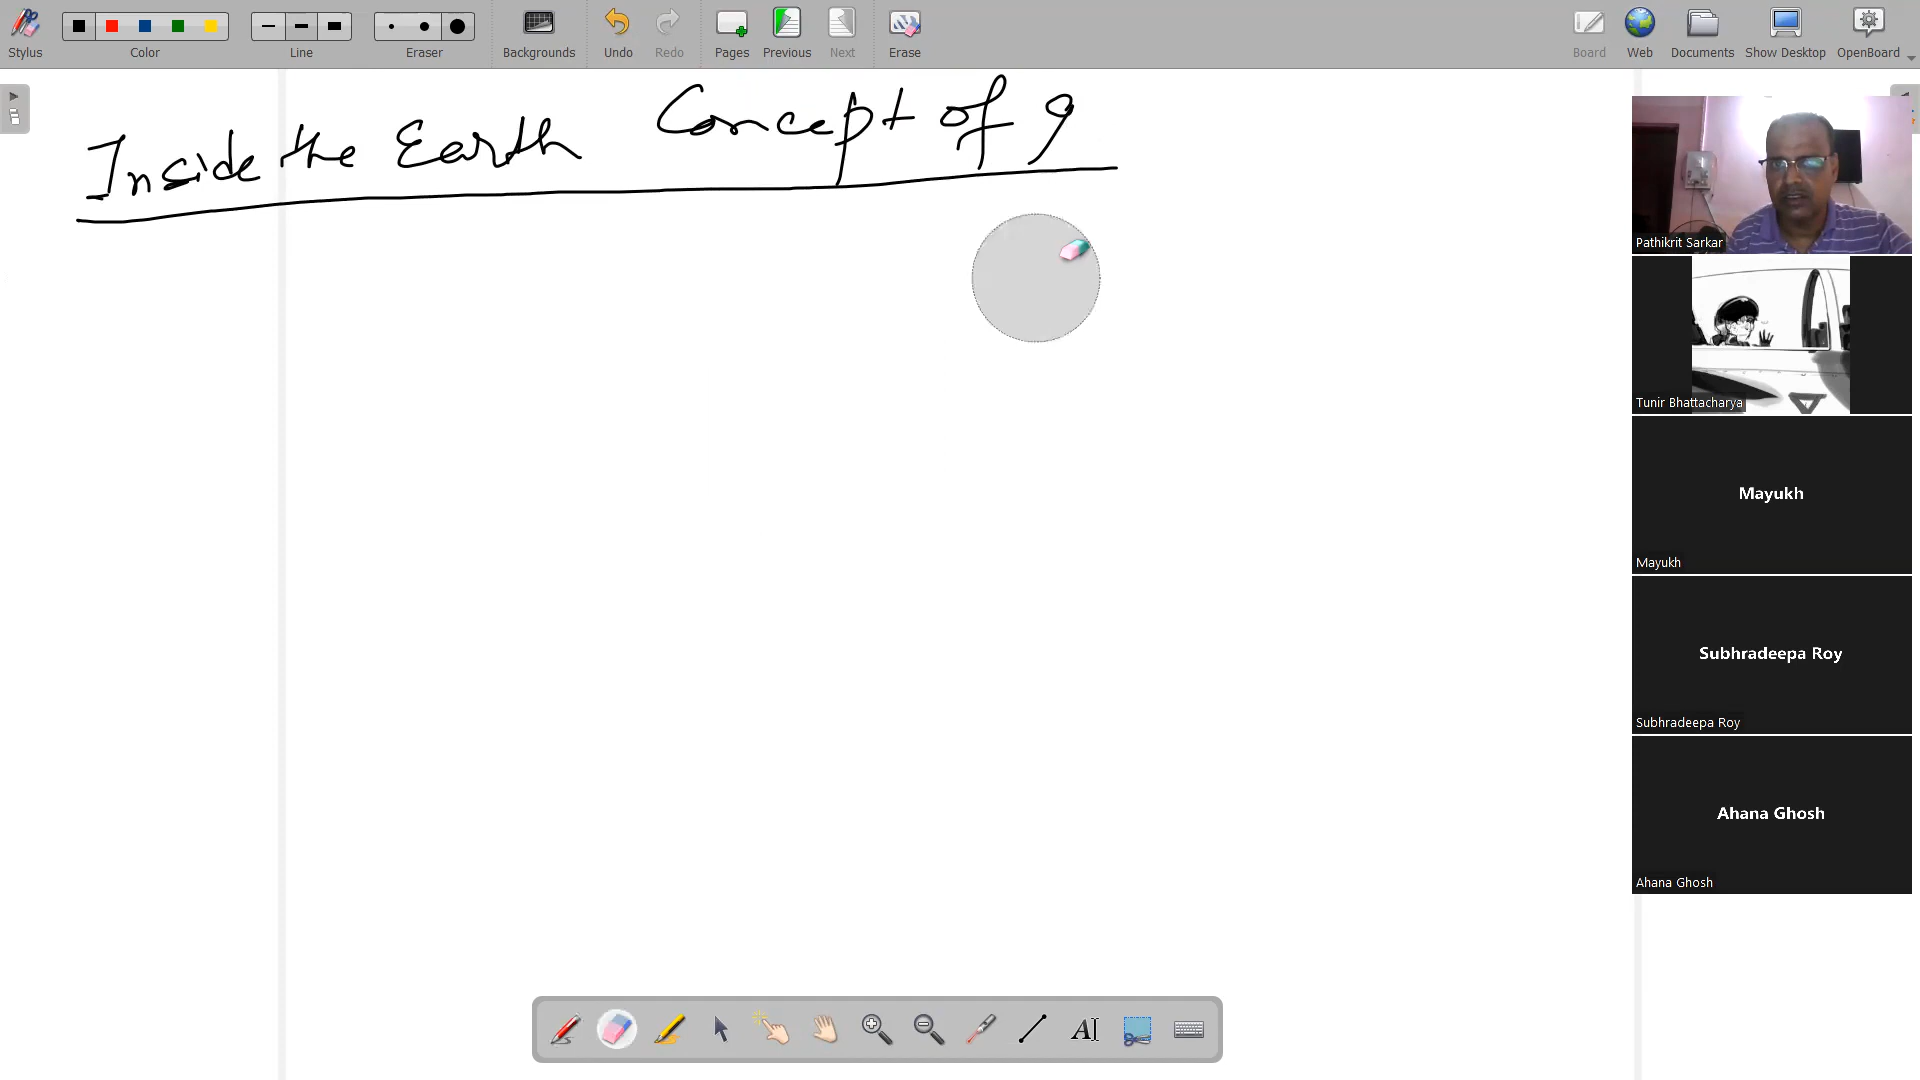 Stylus
Color
Line
Eraser
Backgrounds
Undo
Redo
Pages
Previous
Next
Erase
Board
Web
Documents
Show Desktop
OpenBoard
Inside the Earth Concept of g
Pathikrit Sarkar
Tunir Bhattacharya
Mayukh
Mayukh
Subhradeepa Roy
Subhradeepa Roy
Ahana Ghosh
Ahana Ghosh
AI